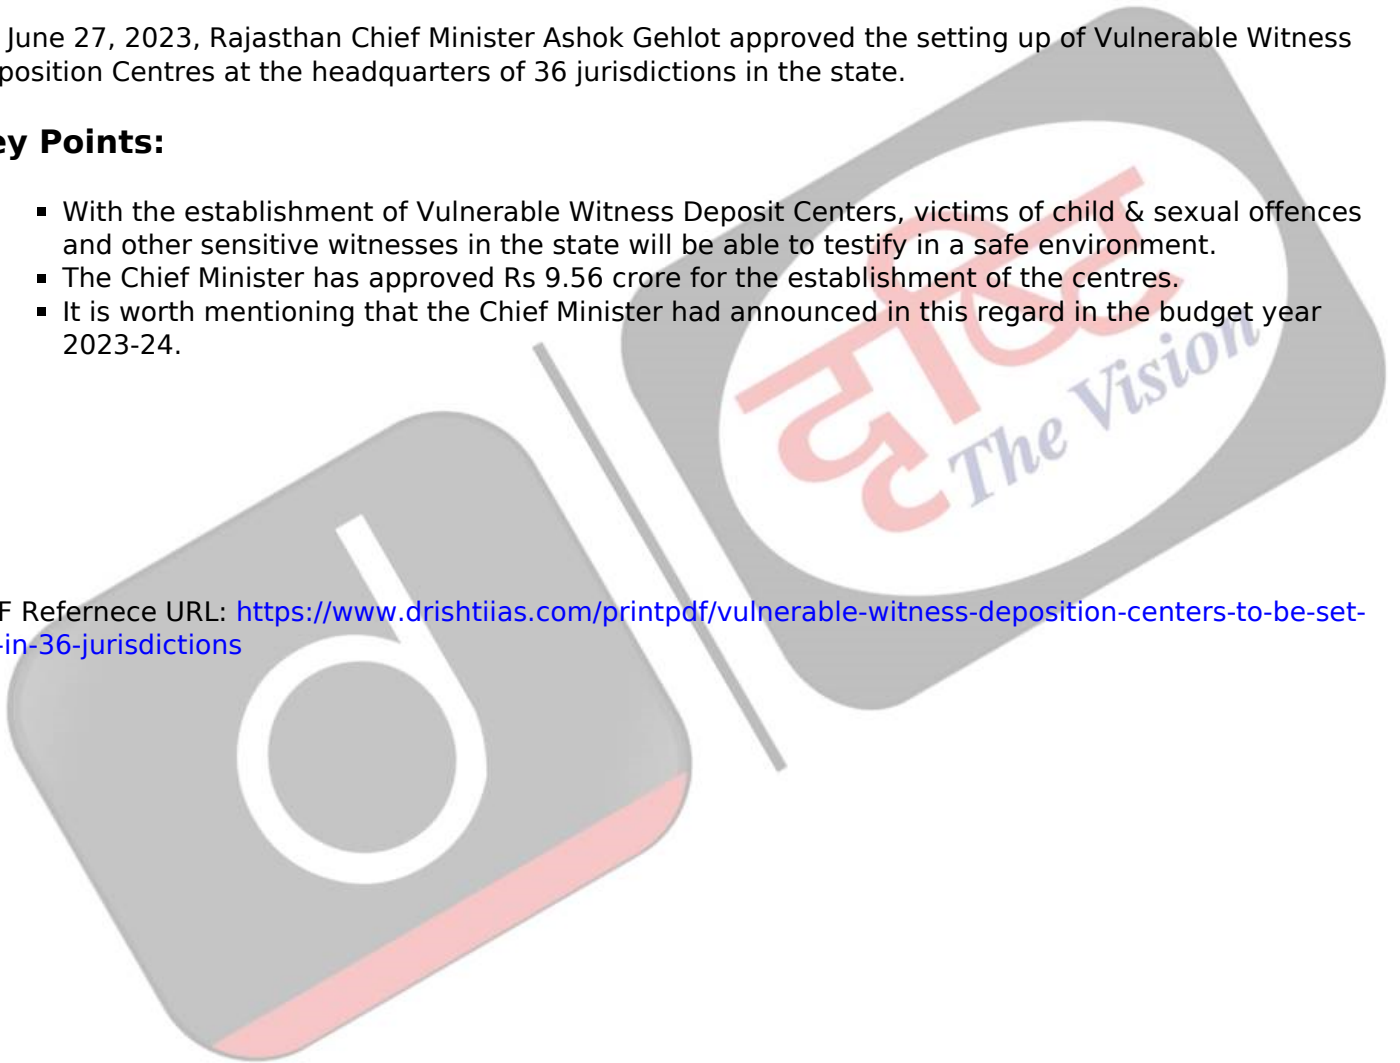 June 27, 2023, Rajasthan Chief Minister Ashok Gehlot approved the setting up of Vulnerable Witness
position Centres at the headquarters of 36 jurisdictions in the state.
ey Points:
▪ With the establishment of Vulnerable Witness Deposit Centers, victims of child & sexual offences
and other sensitive witnesses in the state will be able to testify in a safe environment.
▪ The Chief Minister has approved Rs 9.56 crore for the establishment of the centres.
▪ It is worth mentioning that the Chief Minister had announced in this regard in the budget year
2023-24.
दृष्टि
The Vision
d
F Refernece URL: https://www.drishtiias.com/printpdf/vulnerable-witness-deposition-centers-to-be-set-
-in-36-jurisdictions